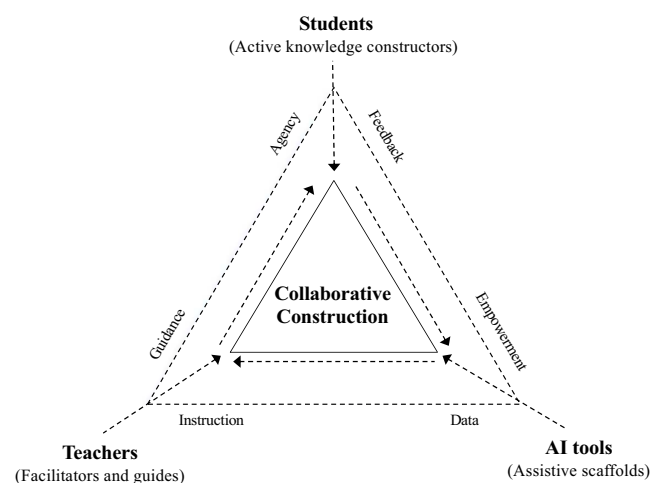 Students
(Active knowledge constructors)
Agency
Feedback
Collaborative
Construction
Guidance
Empowerment
Instruction
Data
Teachers
(Facilitators and guides)
AI tools
(Assistive scaffolds)